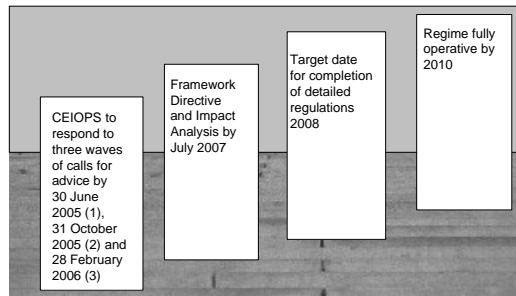 CEIOPS to
respond to
three waves
of calls for
advice by
30 June
2005 (1),
31 October
2005 (2) and
28 February
2006 (3)
Framework
Directive
and Impact
Analysis by
July 2007
Target date
for completion
of detailed
regulations
2008
Regime fully
operative by
2010